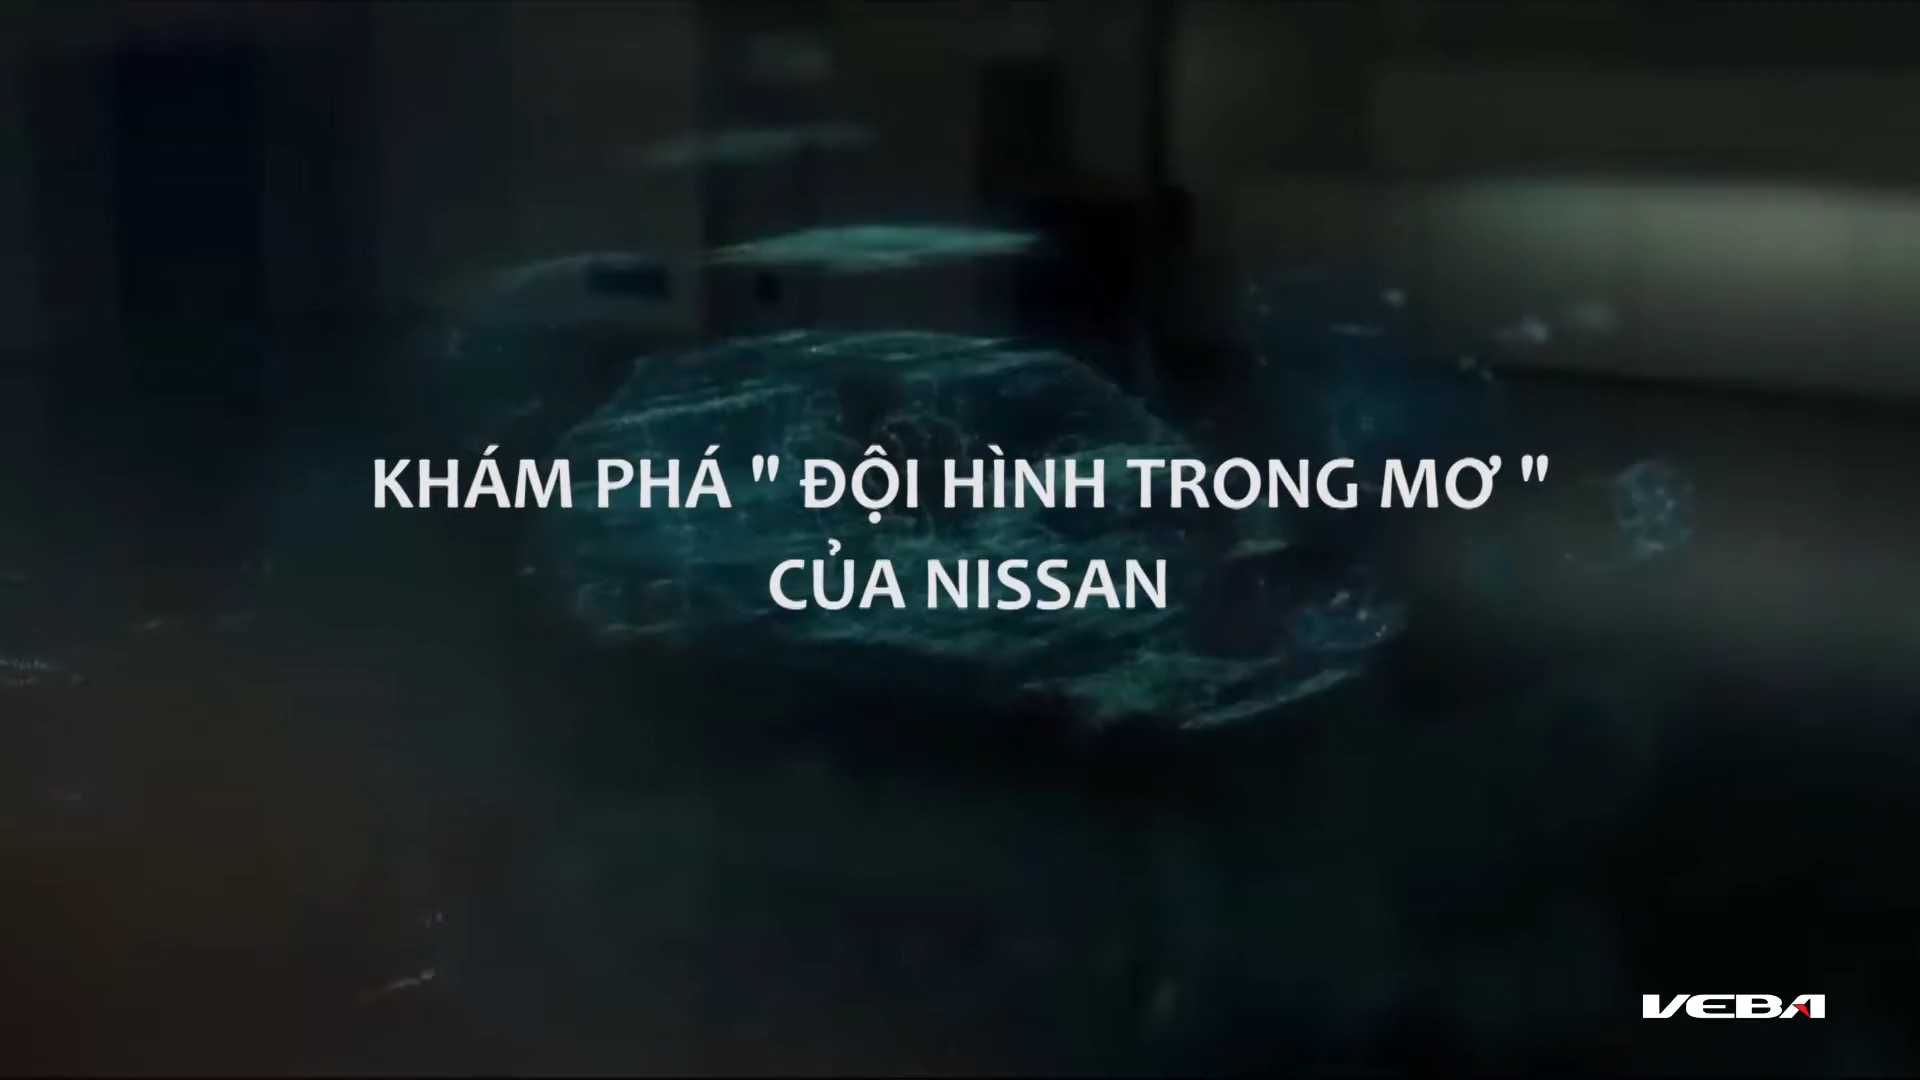 KHÁM PHÁ " ĐỘI HÌNH TRONG MƠ "
CỦA NISSAN
VEBA